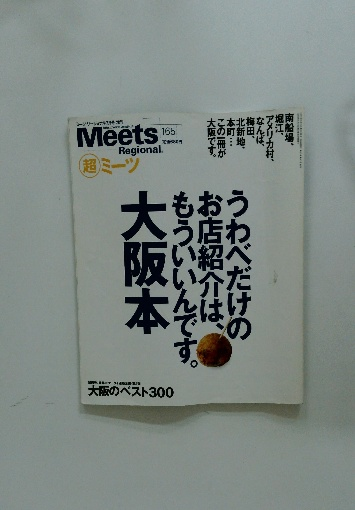 Meets
Regional.
165
超ミーツ
南船場、
堀江、
アメリカ村、
なんば、
梅田、
北新地、
本町…
この一冊が
大阪です。
うわべだけの
お店紹介は、
もういいんです。
大阪本
大阪のベスト300